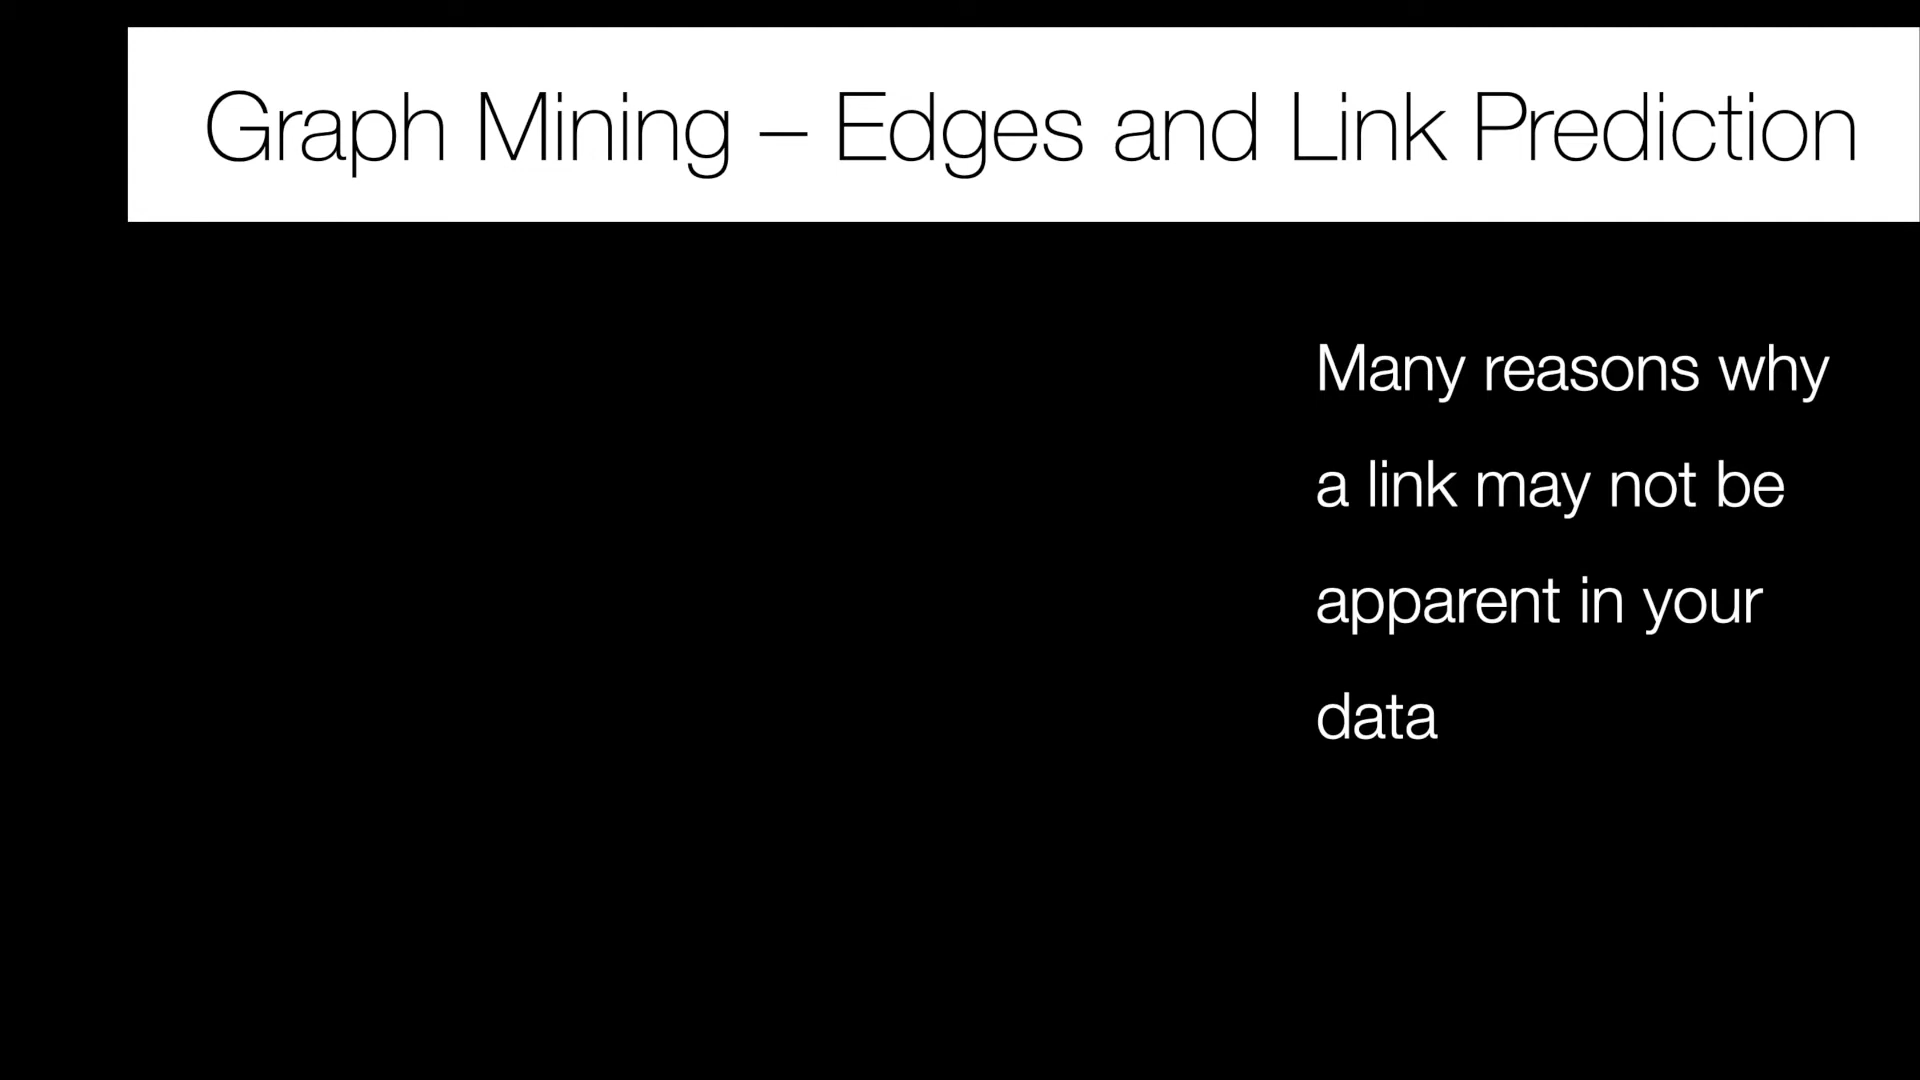 Graph Mining – Edges and Link Prediction
Many reasons why
a link may not be
apparent in your
data